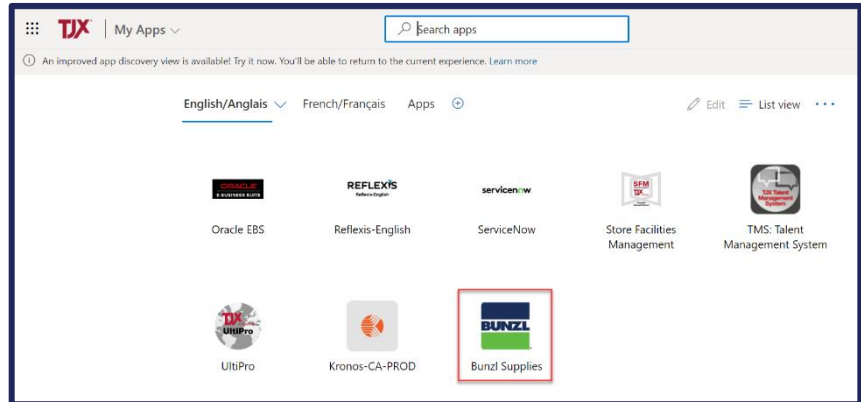 TJX My Apps
Search apps
An improved app discovery view is available! Try it now. You'll be able to return to the current experience. Learn more
English/Anglais French/Français Apps Edit List view
ORACLE
E-BUSINESS SUITE
REFLEXIS
Reflexis-English
servicenow
SFM
TJX
TJX Talent
Management
System
Oracle EBS Reflexis-English ServiceNow Store Facilities
Management TMS: Talent
Management System
TJX
UltiPro
BUNZL
UltiPro Kronos-CA-PROD Bunzl Supplies